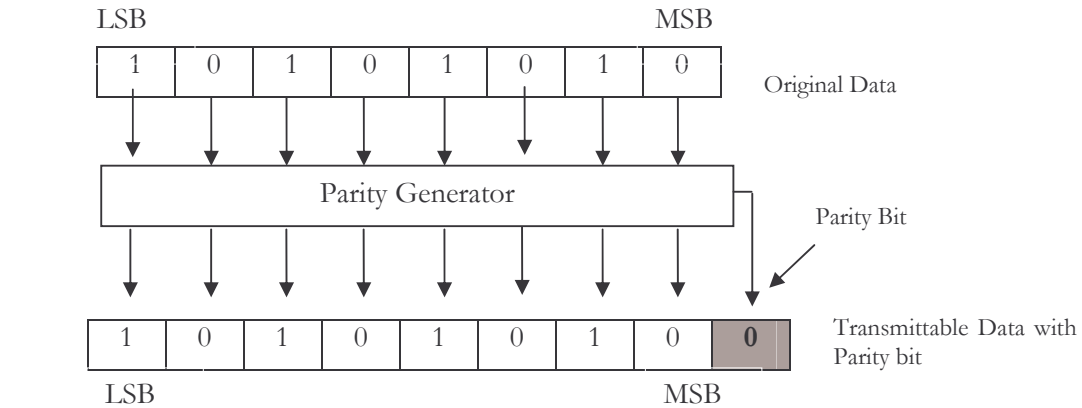 LSB MSB
1 0 1 0 1 0 1 0
Original Data
Parity Generator
Parity Bit
1 0 1 0 1 0 1 0 0
Transmittable Data with
Parity bit
LSB MSB